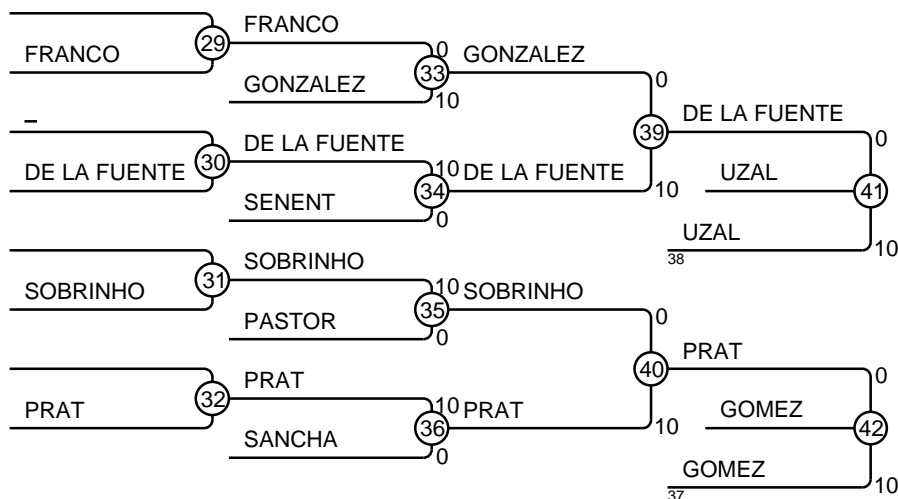 FRANCO
29
FRANCO
0
33
GONZALEZ
GONZALEZ
10
0
39
DE LA FUENTE
0
–
30
DE LA FUENTE
DE LA FUENTE
10
34
DE LA FUENTE
10
UZAL
41
SENENT
0
UZAL
38
10
31
SOBRINHO
SOBRINHO
10
35
SOBRINHO
0
PASTOR
0
40
PRAT
0
32
PRAT
PRAT
10
36
PRAT
10
GOMEZ
42
SANCHA
0
GOMEZ
37
10